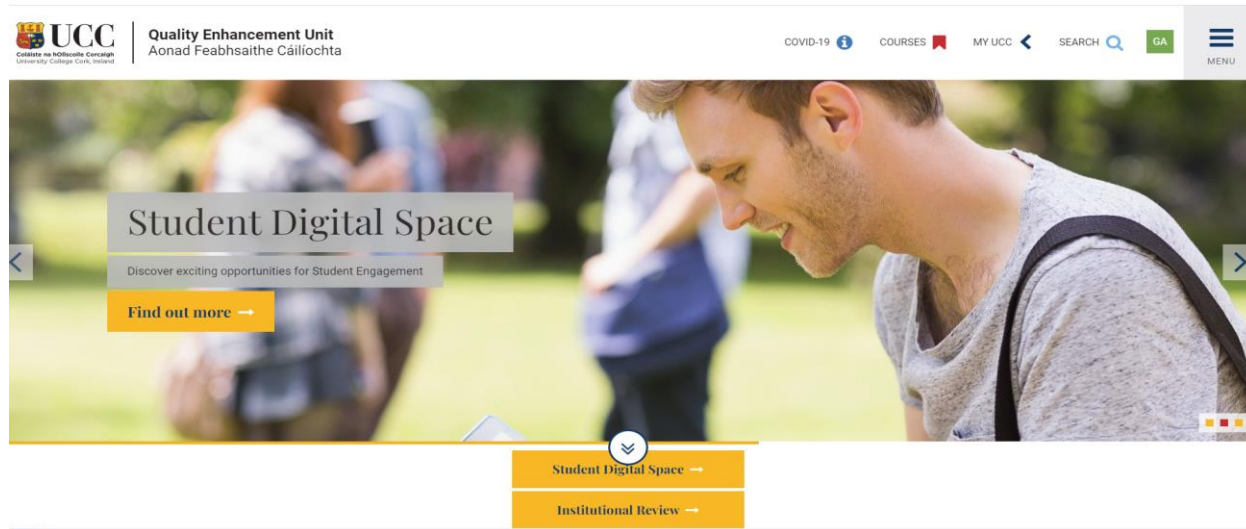 UCC
Coláiste na hOllscoile Corcaigh
University College Cork, Ireland
Quality Enhancement Unit
Aonad Feabhsaithe Cáilíochta
COVID-19
COURSES
MY UCC
SEARCH
GA
MENU
Student Digital Space
Discover exciting opportunities for Student Engagement
Find out more →
Student Digital Space →
Institutional Review →